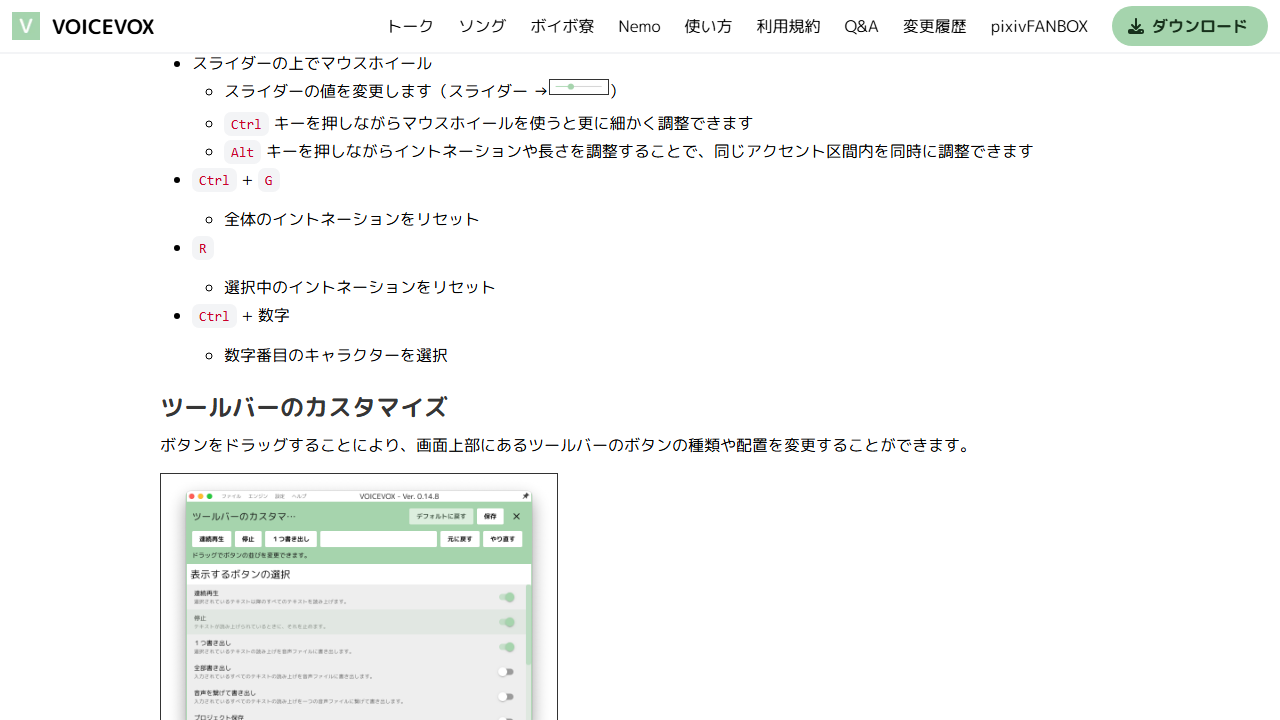 V VOICEVOX トーク ソング ボイボ寮 Nemo 使い方 利用規約 Q&A 変更履歴 pixivFANBOX ダウンロード
スライダーの上でマウスホイール
スライダーの値を変更します（スライダー →）
Ctrl キーを押しながらマウスホイールを使うと更に細かく調整できます
Alt キーを押しながらイントネーションや長さを調整することで、同じアクセント区間内を同時に調整できます
Ctrl + G
全体のイントネーションをリセット
R
選択中のイントネーションをリセット
Ctrl + 数字
数字番目のキャラクターを選択
ツールバーのカスタマイズ
ボタンをドラッグすることにより、画面上部にあるツールバーのボタンの種類や配置を変更することができます。
ファイル エンジン 設定 ヘルプ VOICEVOX - Ver. 0.14.8
ツールバーのカスタマ… デフォルトに戻す 保存
連続再生 停止 1つ書き出し 元に戻す やり直す
ドラッグでボタンの並びを変更できます。
表示するボタンの選択
連続再生
選択されているテキスト以降のすべてのテキストを読み上げます。
停止
テキストが読み上げられているときに、それを止めます。
1つ書き出し
選択されているテキストの読み上げを音声ファイルに書き出します。
全部書き出し
入力されているすべてのテキストの読み上げを音声ファイルに書き出します。
音声を繋げて書き出し
入力されているすべてのテキストの読み上げを一つの音声ファイルに繋げて書き出します。
プロジェクト保存